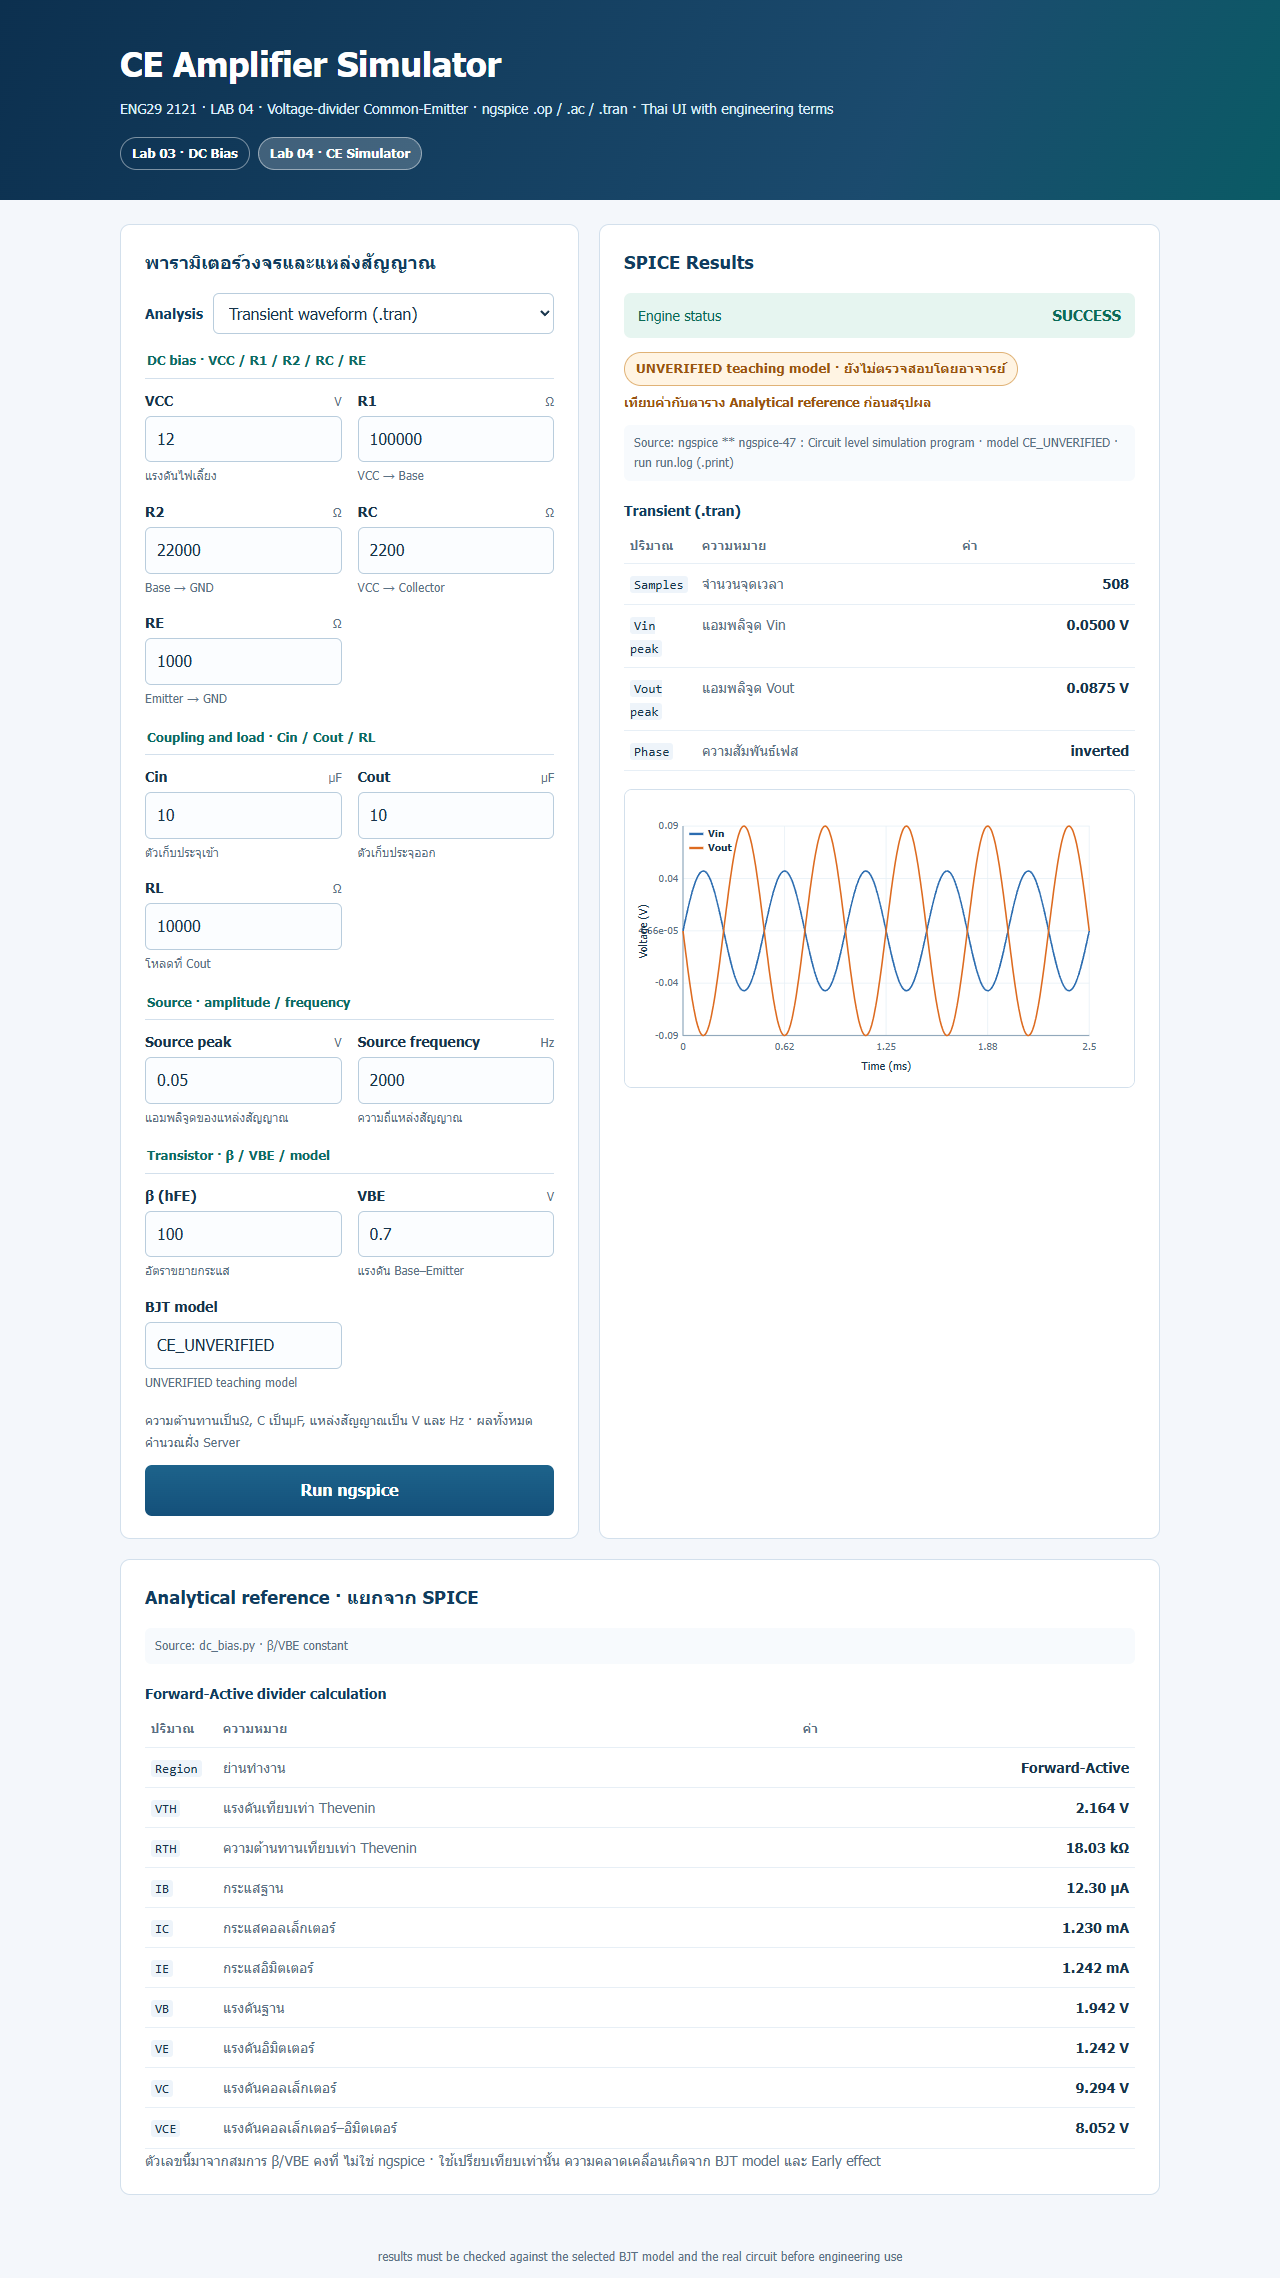 CE Amplifier Simulator
ENG29 2121 · LAB 04 · Voltage-divider Common-Emitter · ngspice .op / .ac / .tran · Thai UI with engineering terms
Lab 03 · DC Bias
Lab 04 · CE Simulator
พารามิเตอร์วงจรและแหล่งสัญญาณ
Analysis
Transient waveform (.tran)
DC bias · VCC / R1 / R2 / RC / RE
VCC V
12
แรงดันไฟเลี้ยง
R1 Ω
100000
VCC → Base
R2 Ω
22000
Base → GND
RC Ω
2200
VCC → Collector
RE Ω
1000
Emitter → GND
Coupling and load · Cin / Cout / RL
Cin µF
10
ตัวเก็บประจุเข้า
Cout µF
10
ตัวเก็บประจุออก
RL Ω
10000
โหลดที่ Cout
Source · amplitude / frequency
Source peak V
0.05
แอมพลิจูดของแหล่งสัญญาณ
Source frequency Hz
2000
ความถี่แหล่งสัญญาณ
Transistor · β / VBE / model
β (hFE)
100
อัตราขยายกระแส
VBE V
0.7
แรงดัน Base–Emitter
BJT model
CE_UNVERIFIED
UNVERIFIED teaching model
ความต้านทานเป็นΩ, C เป็นµF, แหล่งสัญญาณเป็น V และ Hz · ผลทั้งหมด
คำนวณฝั่ง Server
Run ngspice
SPICE Results
Engine status SUCCESS
UNVERIFIED teaching model · ยังไม่ตรวจสอบโดยอาจารย์
เทียบค่ากับตาราง Analytical reference ก่อนสรุปผล
Source: ngspice ** ngspice-47 : Circuit level simulation program · model CE_UNVERIFIED ·
run run.log (.print)
Transient (.tran)
ปริมาณ ความหมาย ค่า
Samples จำนวนจุดเวลา 508
Vin peak แอมพลิจูด Vin 0.0500 V
Vout peak แอมพลิจูด Vout 0.0875 V
Phase ความสัมพันธ์เฟส inverted
Vin
Vout
0.09
0.04
66e-05
-0.04
-0.09
Voltage (V)
0 0.62 1.25 1.88 2.5
Time (ms)
Analytical reference · แยกจาก SPICE
Source: dc_bias.py · β/VBE constant
Forward-Active divider calculation
ปริมาณ ความหมาย ค่า
Region ย่านทำงาน Forward-Active
VTH แรงดันเทียบเท่า Thevenin 2.164 V
RTH ความต้านทานเทียบเท่า Thevenin 18.03 kΩ
IB กระแสฐาน 12.30 µA
IC กระแสคอลเล็กเตอร์ 1.230 mA
IE กระแสอิมิตเตอร์ 1.242 mA
VB แรงดันฐาน 1.942 V
VE แรงดันอิมิตเตอร์ 1.242 V
VC แรงดันคอลเล็กเตอร์ 9.294 V
VCE แรงดันคอลเล็กเตอร์–อิมิตเตอร์ 8.052 V
ตัวเลขนี้มาจากสมการ β/VBE คงที่ ไม่ใช่ ngspice · ใช้เปรียบเทียบเท่านั้น ความคลาดเคลื่อนเกิดจาก BJT model และ Early effect
results must be checked against the selected BJT model and the real circuit before engineering use